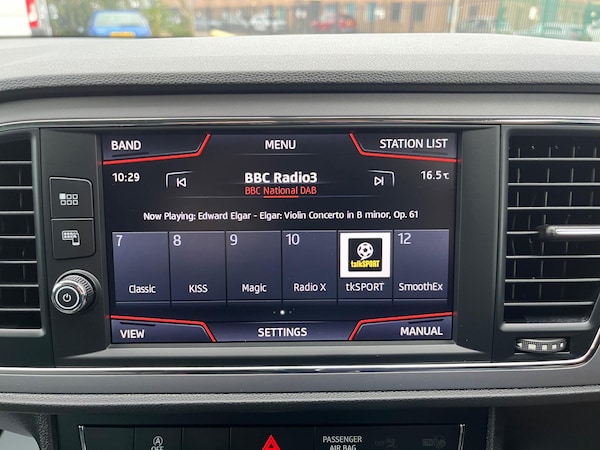 BAND MENU STATION LIST
10:29 BBC Radio3 16.5℃
BBC National DAB
Now Playing: Edward Elgar - Elgar: Violin Concerto in B minor, Op. 61
7 8 9 10 talkSPORT 12
Classic KISS Magic Radio X tkSPORT SmoothEx
VIEW SETTINGS MANUAL
A OFF
PASSENGER
AIR BAG